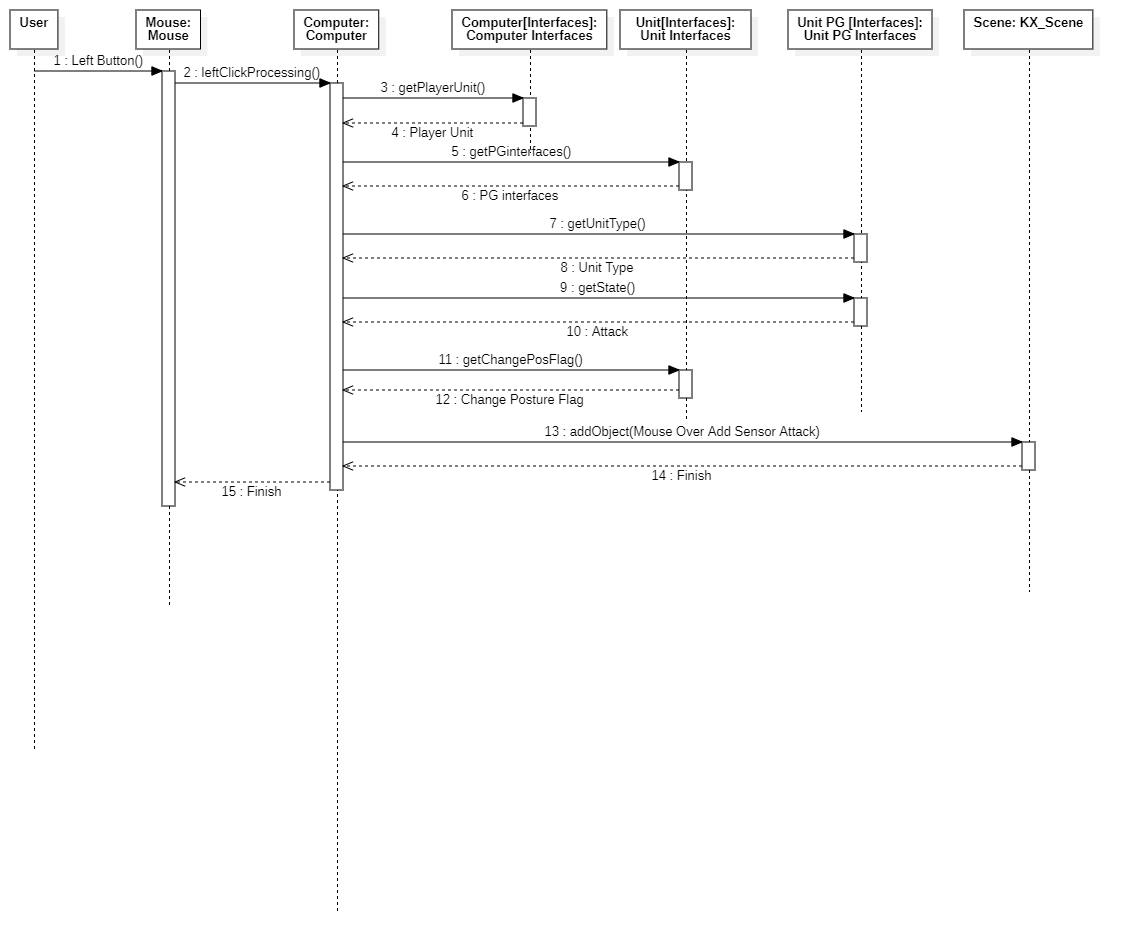 User
Mouse:
Mouse
Computer:
Computer
Computer[Interfaces]:
Computer Interfaces
Unit[Interfaces]:
Unit Interfaces
Unit PG [Interfaces]:
Unit PG Interfaces
Scene: KX_Scene
1 : Left Button()
2 : leftClickProcessing()
3 : getPlayerUnit()
4 : Player Unit
5 : getPGinterfaces()
6 : PG interfaces
7 : getUnitType()
8 : Unit Type
9 : getState()
10 : Attack
11 : getChangePosFlag()
12 : Change Posture Flag
13 : addObject(Mouse Over Add Sensor Attack)
14 : Finish
15 : Finish